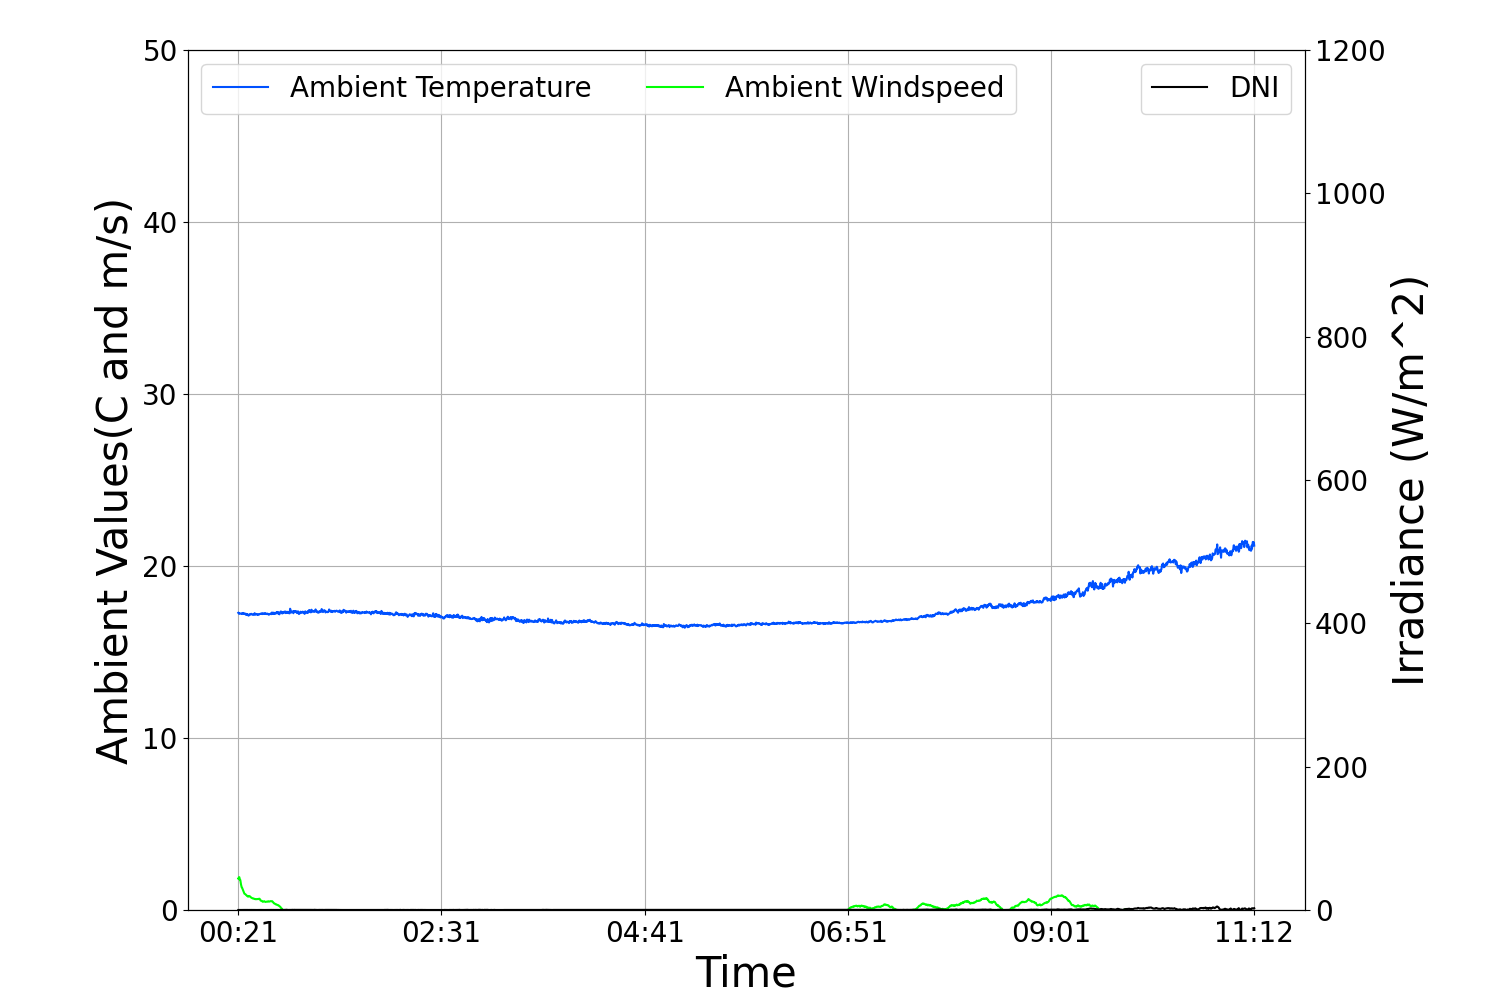 Ambient Temperature
Ambient Windspeed
DNI
Ambient Values(C and m/s)
50
40
30
20
10
0
1200
1000
800
600
400
200
0
Irradiance (W/m^2)
00:21 02:31 04:41 06:51 09:01 11:12
Time